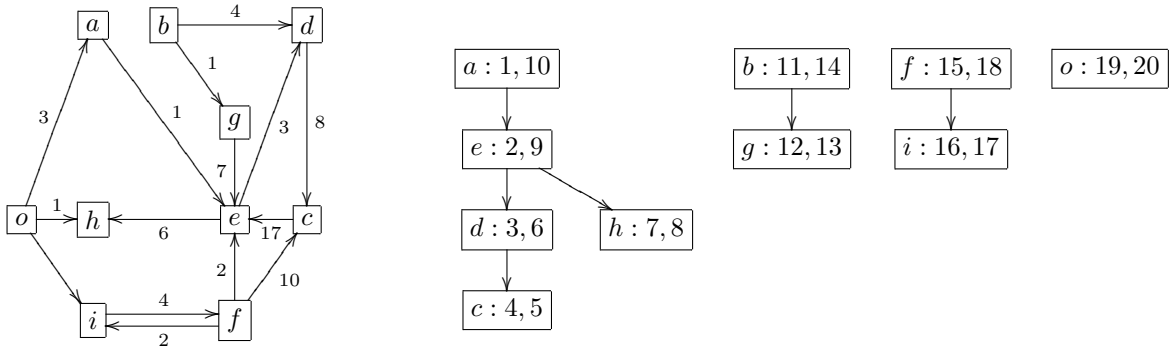 a b 4 d
1
3 1 g 3 8
7
o 1 h 6 e 17 c
2 10
i 4 f
2
a : 1, 10 b : 11, 14 f : 15, 18 o : 19, 20
e : 2, 9 g : 12, 13 i : 16, 17
d : 3, 6 h : 7, 8
c : 4, 5